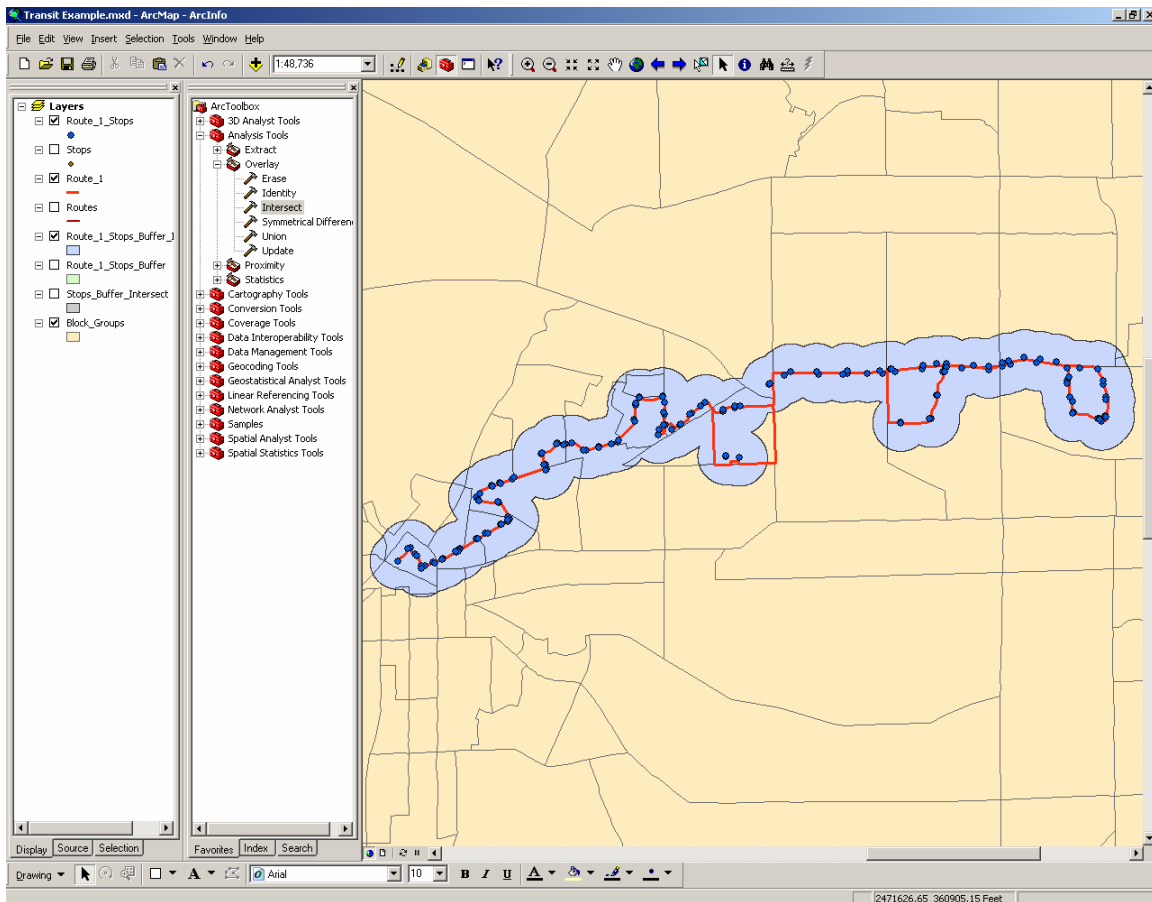 Transit Example.mxd - ArcMap - ArcInfo
File Edit View Insert Selection Tools Window Help
1:48,736
Layers
Route_1_Stops
Stops
Route_1
Routes
Route_1_Stops_Buffer_I
Route_1_Stops_Buffer
Stops_Buffer_Intersect
Block_Groups
Display Source Selection
ArcToolbox
3D Analyst Tools
Analysis Tools
Extract
Overlay
Erase
Identity
Intersect
Symmetrical Differen
Union
Update
Proximity
Statistics
Cartography Tools
Conversion Tools
Coverage Tools
Data Interoperability Tools
Data Management Tools
Geocoding Tools
Geostatistical Analyst Tools
Linear Referencing Tools
Network Analyst Tools
Samples
Spatial Analyst Tools
Spatial Statistics Tools
Favorites Index Search
Drawing A Arial 10 B I U A
2471626.65 360905.15 Feet